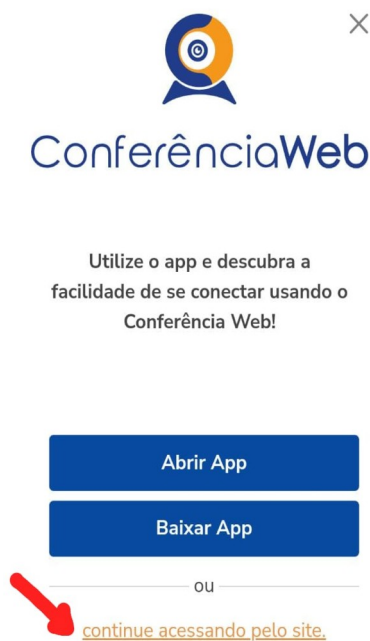 ConferênciaWeb
Utilize o app e descubra a
facilidade de se conectar usando o
Conferência Web!
Abrir App
Baixar App
ou
continue acessando pelo site.